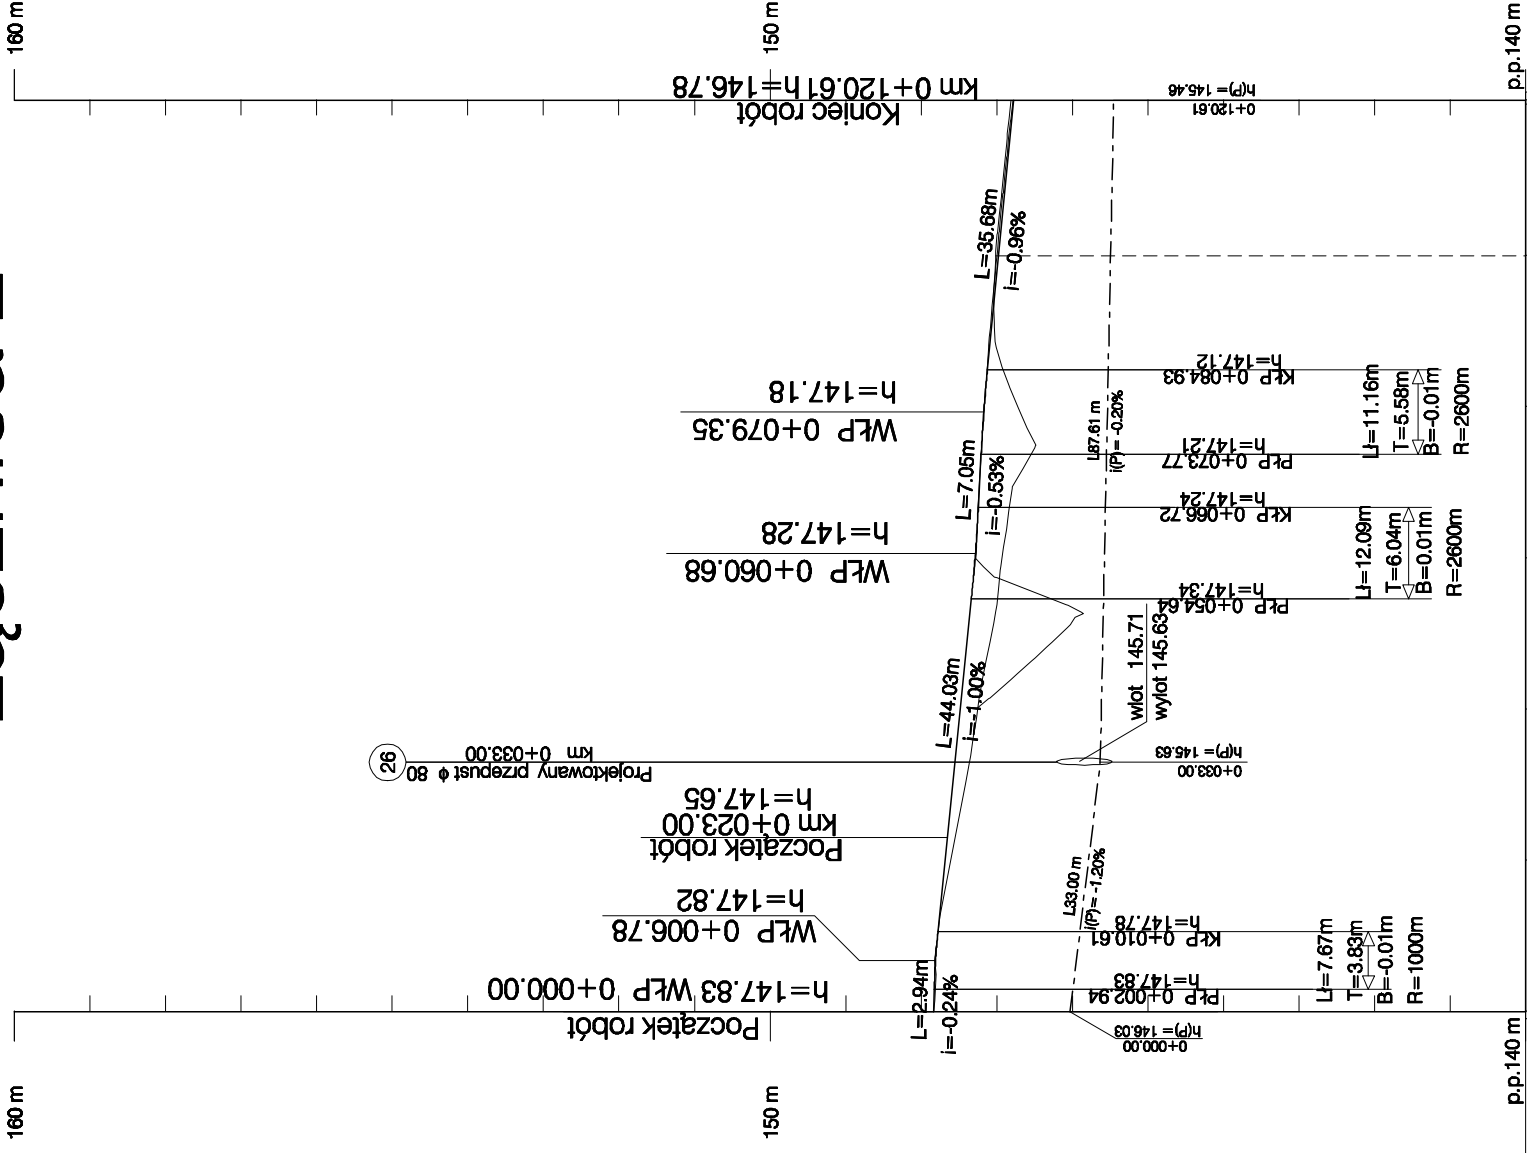 160 m
150 m
p.p.140 m
km 0+120.61 h=146.78
Koniec robót
h(P) = 145.46
0+120.61
L=35.68m
i=-0.96%
h=147.12
KŁP 0+084.93
h=147.18
WŁP 0+079.35
L87.61 m
i(P)= -0.20%
Lł=11.16m
T=5.58m
B=-0.01m
R=2600m
h=147.21
PŁP 0+073.77
L=7.05m
i=-0.53%
h=147.24
KŁP 0+066.72
h=147.28
WŁP 0+060.68
Lł=12.09m
T=6.04m
B=0.01m
R=2600m
h=147.34
PŁP 0+054.64
wlot 145.71
wylot 145.63
L=44.03m
i=-1.00%
26
km 0+033.00
Projektowany przepust Φ 80
h(P)= 145.63
0+033.00
h=147.65
km 0+023.00
Początek robót
L33.00 m
i(P)= -1.20%
h=147.82
WŁP 0+006.78
h=147.78
KŁP 0+010.61
Lł=7.67m
T=3.83m
B=-0.01m
R=1000m
h=147.83
PŁP 0+002.94
h=147.83 WŁP 0+000.00
Początek robót
L=2.94m
i=-0.24%
h(P)= 146.03
0+000.00
160 m
150 m
p.p.140 m